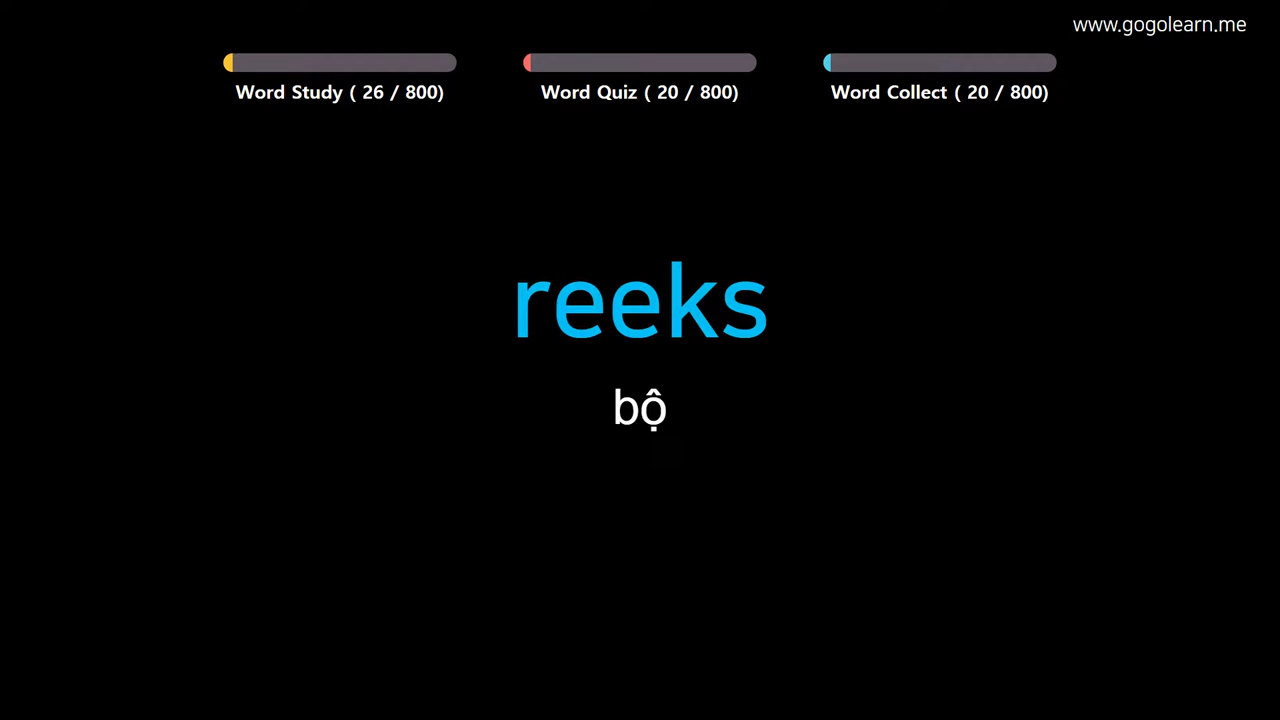 www.gogolearn.me
Word Study ( 26 / 800)
Word Quiz ( 20 / 800)
Word Collect ( 20 / 800)
reeks
bộ